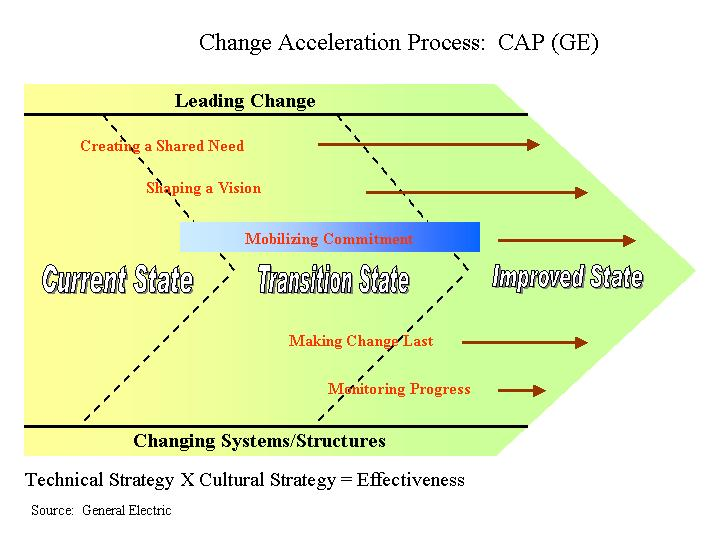 Change Acceleration Process:  CAP (GE)
Leading Change
Creating a Shared Need
Shaping a Vision
Mobilizing Commitment
Current State
Transition State
Improved State
Making Change Last
Monitoring Progress
Changing Systems/Structures
Technical Strategy X Cultural Strategy = Effectiveness
Source:  General Electric